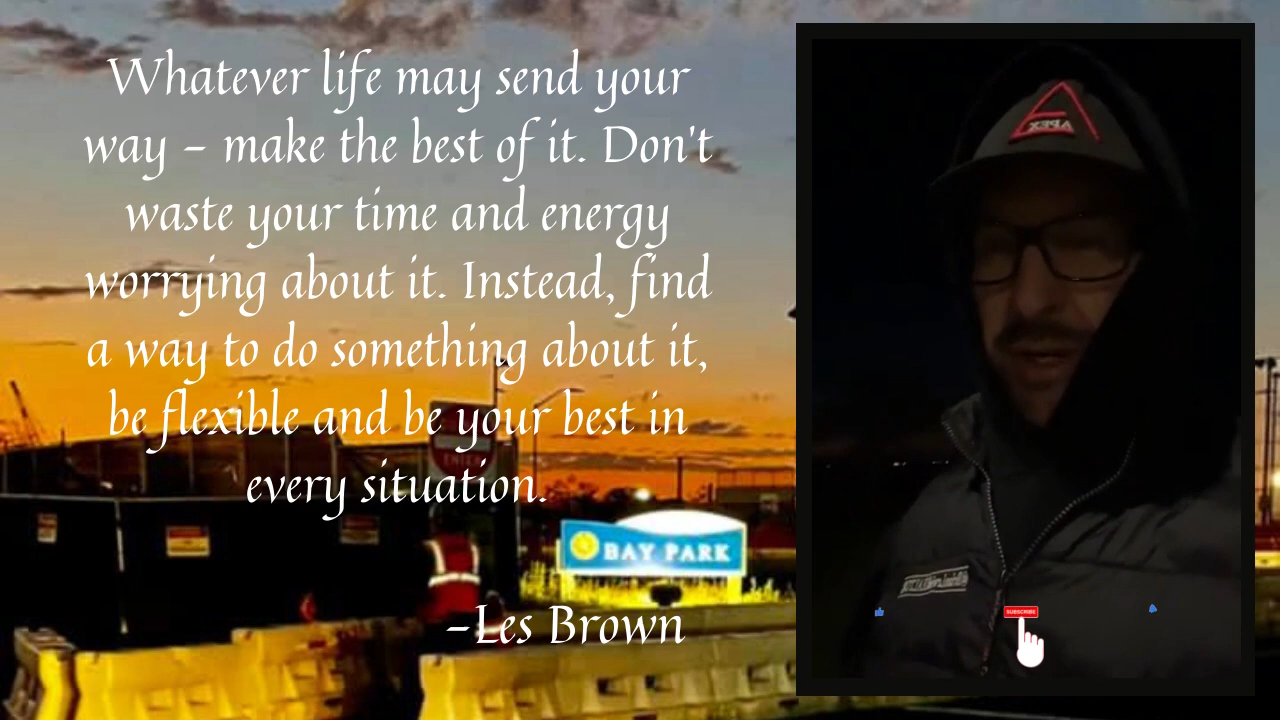 Whatever life may send your
way – make the best of it. Don't
waste your time and energy
worrying about it. Instead, find
a way to do something about it,
be flexible and be your best in
every situation.
-Les Brown
BAY PARK
APEX
SUBSCRIBE